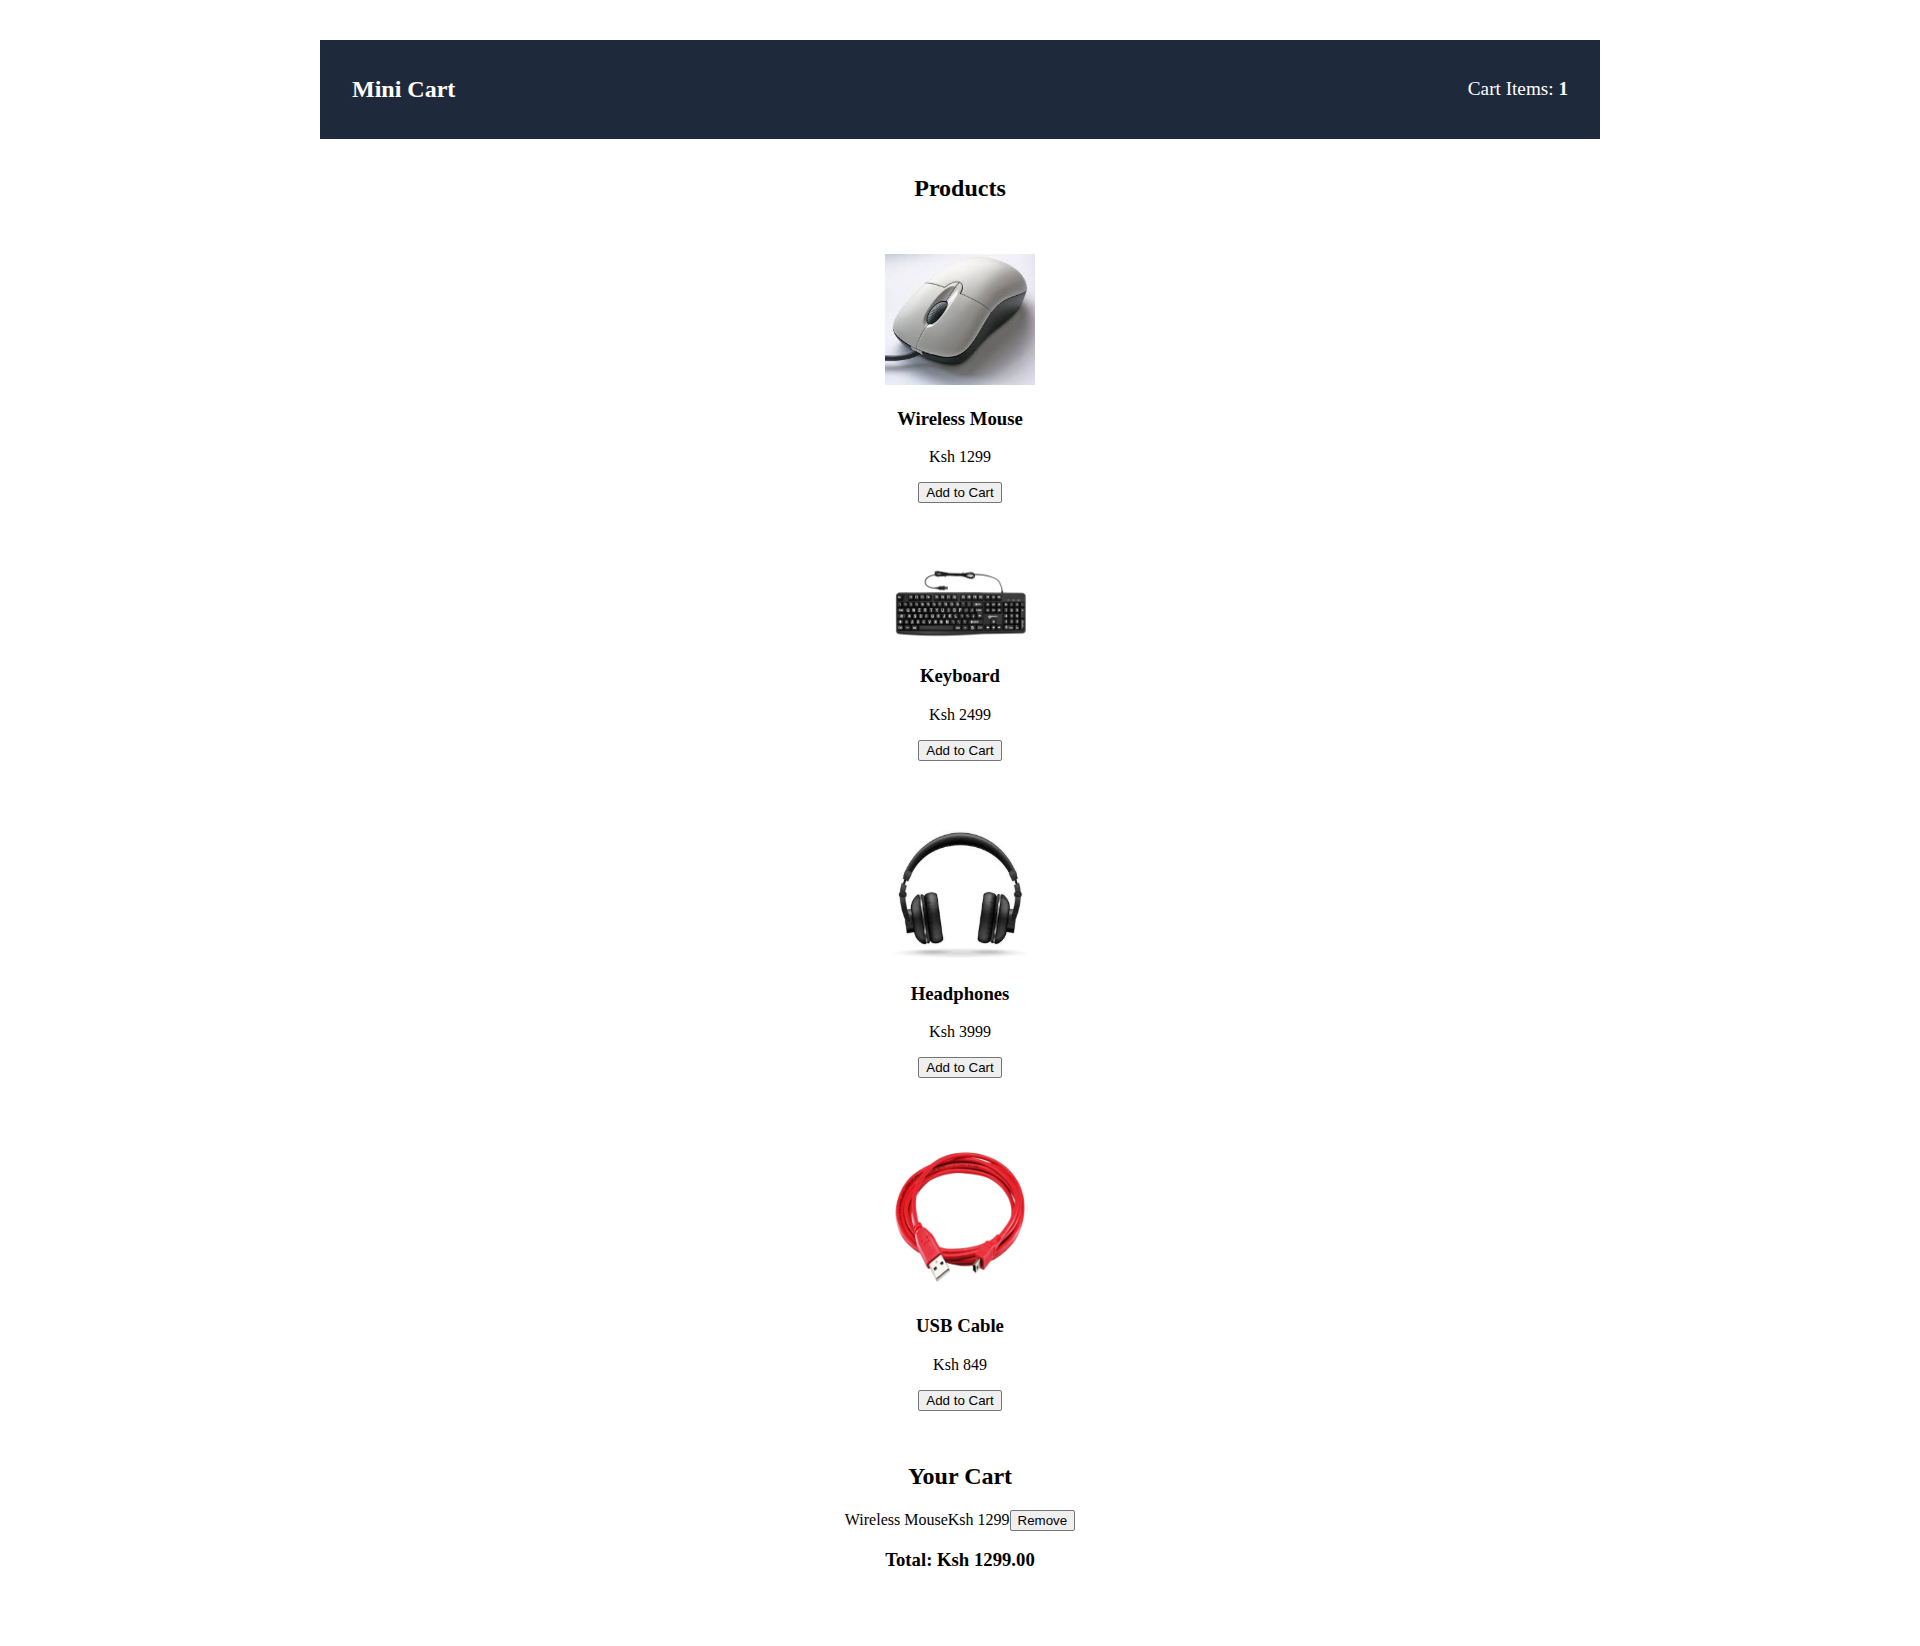 Mini Cart
Cart Items: 1
Products
Wireless Mouse
Ksh 1299
Add to Cart
Keyboard
Ksh 2499
Add to Cart
Headphones
Ksh 3999
Add to Cart
USB Cable
Ksh 849
Add to Cart
Your Cart
Wireless MouseKsh 1299 Remove
Total: Ksh 1299.00